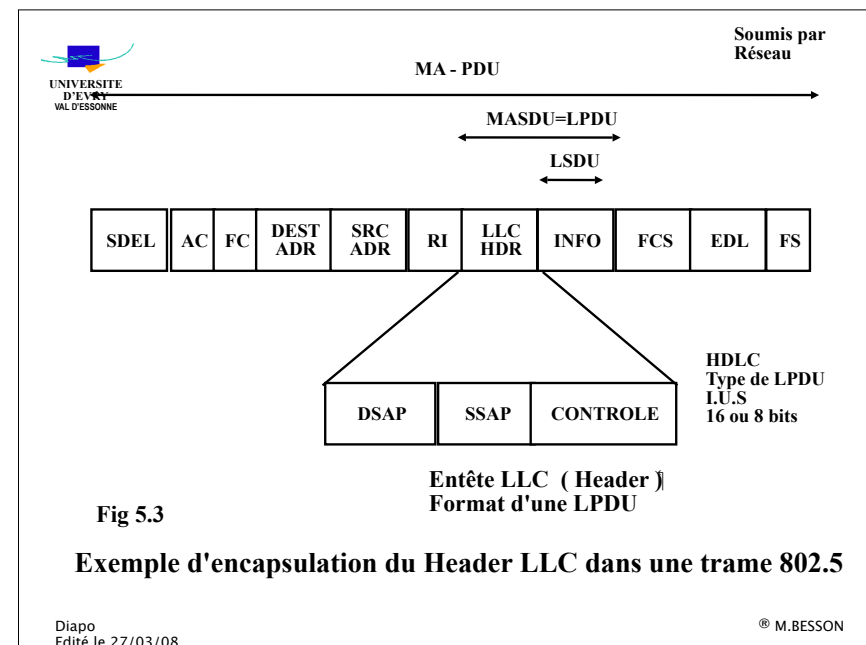 Soumis par
Réseau
UNIVERSITE
D'EVRY
VAL D'ESSONNE
MA - PDU
MASDU=LPDU
LSDU
SDEL AC FC DEST ADR SRC ADR RI LLC HDR INFO FCS EDL FS
HDLC
Type de LPDU
I.U.S
16 ou 8 bits
DSAP SSAP CONTROLE
Entête LLC ( Header )
Format d'une LPDU
Fig 5.3
Exemple d'encapsulation du Header LLC dans une trame 802.5
Diapo
Edité le 27/03/08
® M.BESSON